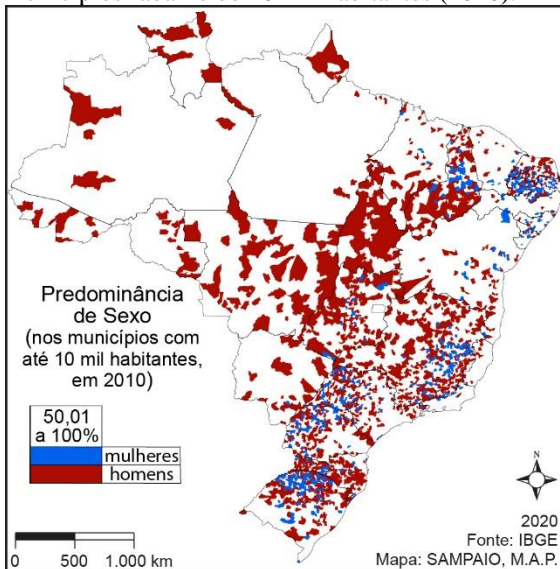 Predominância
de Sexo
(nos municípios com
até 10 mil habitantes,
em 2010)
50,01
a 100%
mulheres
homens
0 500 1.000 km
N
2020
Fonte: IBGE
Mapa: SAMPAIO, M.A.P.